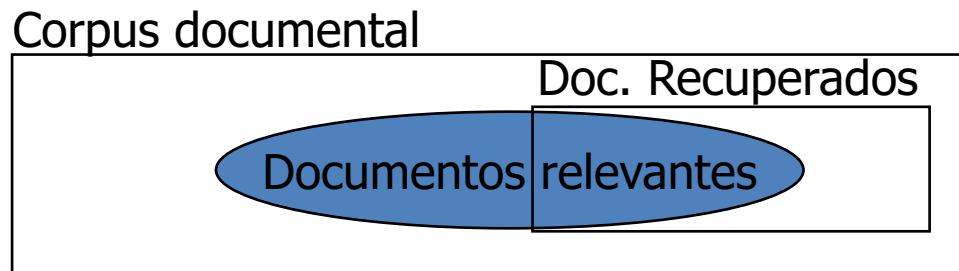 Corpus documental
Doc. Recuperados
Documentos relevantes